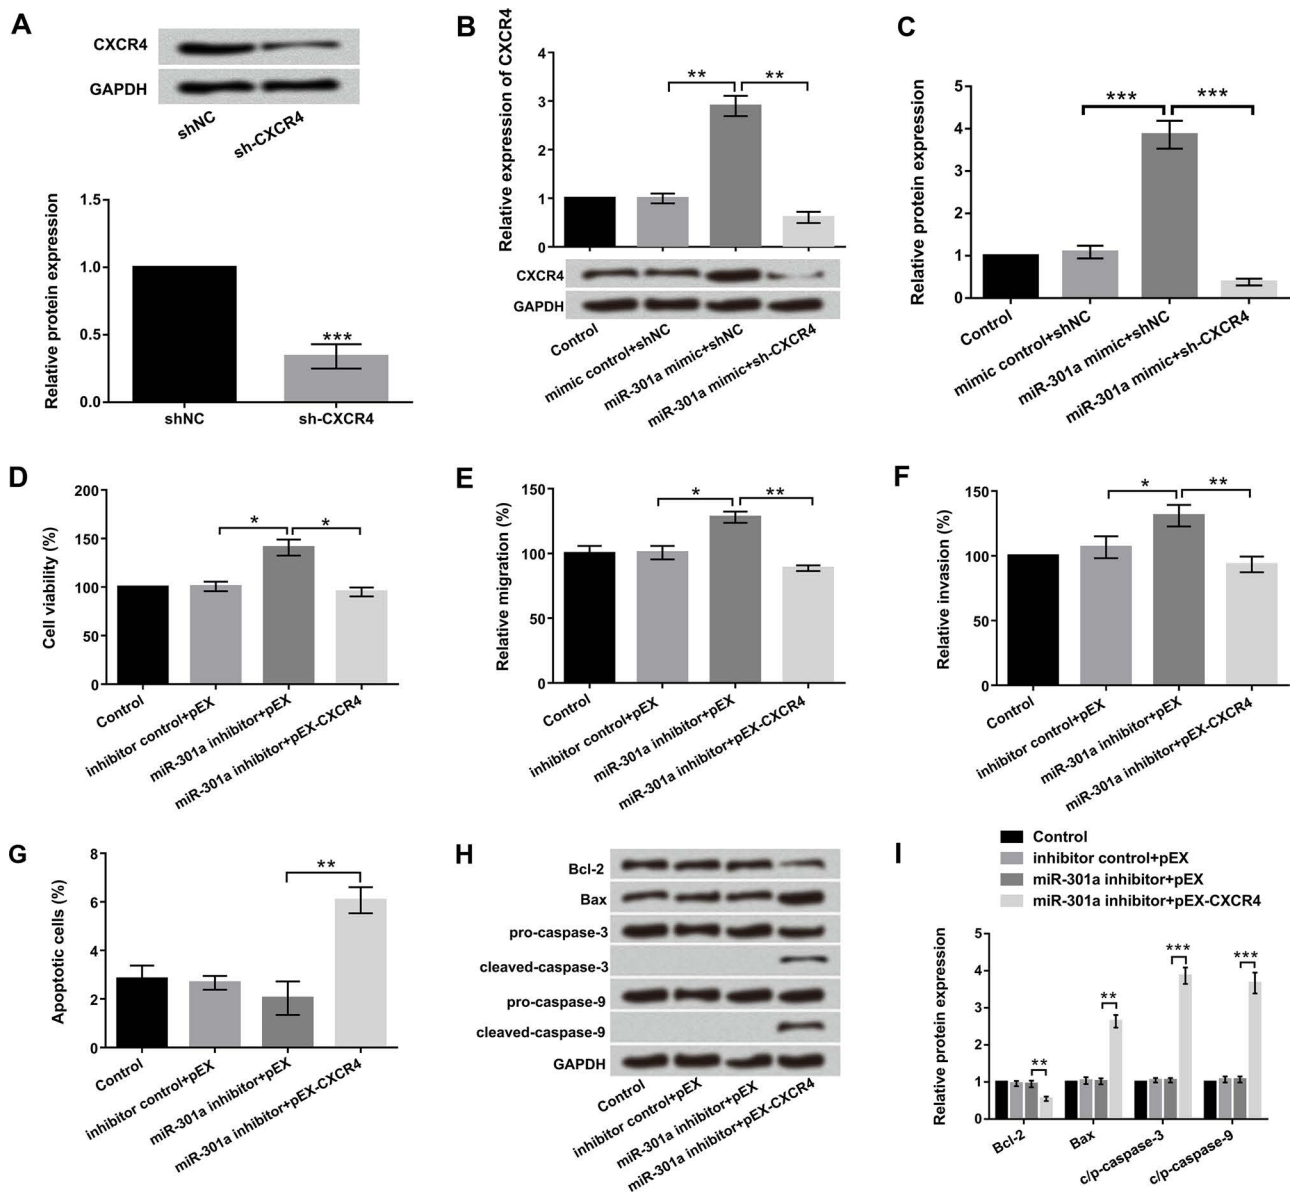 A
CXCR4
GAPDH
shNC
sh-CXCR4
Relative protein expression
1.5
1.0
0.5
0.0
***
shNC
sh-CXCR4
B
Relative expression of CXCR4
4
3
2
1
0
**
**
CXCR4
GAPDH
Control
mimic control+shNC
miR-301a mimic+shNC
miR-301a mimic+sh-CXCR4
C
Relative protein expression
5
4
3
2
1
0
***
***
Control
mimic control+shNC
miR-301a mimic+shNC
miR-301a mimic+sh-CXCR4
D
Cell viability (%)
200
150
100
50
0
*
*
Control
inhibitor control+pEX
miR-301a inhibitor+pEX
miR-301a inhibitor+pEX-CXCR4
E
Relative migration (%)
150
100
50
0
*
**
Control
inhibitor control+pEX
miR-301a inhibitor+pEX
miR-301a inhibitor+pEX-CXCR4
F
Relative invasion (%)
150
100
50
0
*
**
Control
inhibitor control+pEX
miR-301a inhibitor+pEX
miR-301a inhibitor+pEX-CXCR4
G
Apoptotic cells (%)
8
6
4
2
0
**
Control
inhibitor control+pEX
miR-301a inhibitor+pEX
miR-301a inhibitor+pEX-CXCR4
H
Bcl-2
Bax
pro-caspase-3
cleaved-caspase-3
pro-caspase-9
cleaved-caspase-9
GAPDH
Control
inhibitor control+pEX
miR-301a inhibitor+pEX
miR-301a inhibitor+pEX-CXCR4
I
Control
inhibitor control+pEX
miR-301a inhibitor+pEX
miR-301a inhibitor+pEX-CXCR4
Relative protein expression
5
4
3
2
1
0
**
**
***
***
Bcl-2
Bax
c/p-caspase-3
c/p-caspase-9